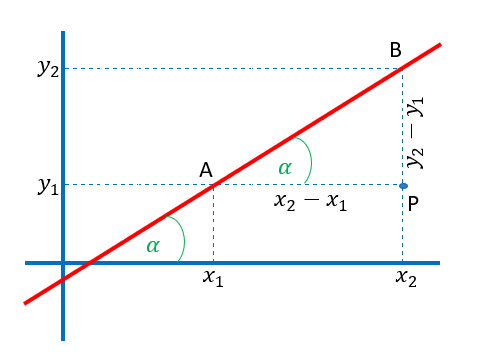 B
y₂
y₂ − y₁
A
α
y₁
x₂ − x₁
P
α
x₁
x₂